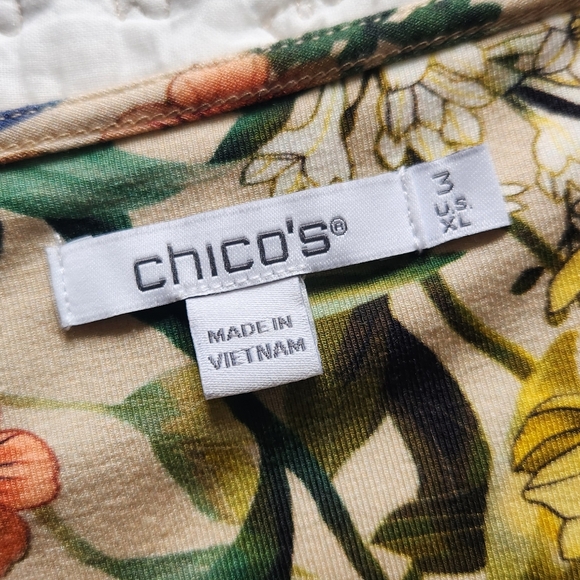 chico's®
3
U.S.
XL
MADE IN
VIETNAM